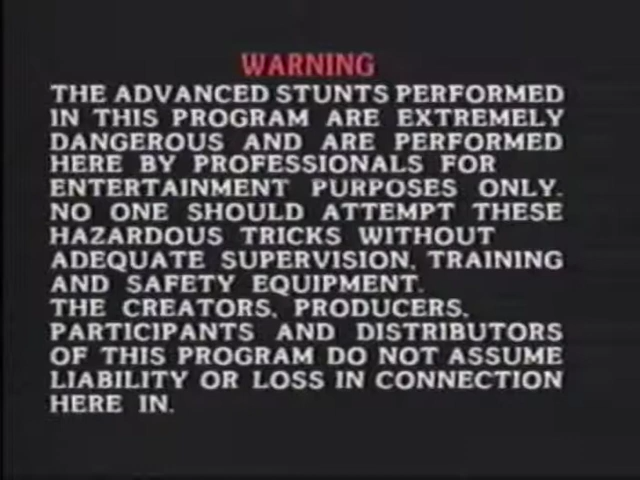 WARNING
THE ADVANCED STUNTS PERFORMED
IN THIS PROGRAM ARE EXTREMELY
DANGEROUS AND ARE PERFORMED
HERE BY PROFESSIONALS FOR
ENTERTAINMENT PURPOSES ONLY.
NO ONE SHOULD ATTEMPT THESE
HAZARDOUS TRICKS WITHOUT
ADEQUATE SUPERVISION, TRAINING
AND SAFETY EQUIPMENT.
THE CREATORS, PRODUCERS,
PARTICIPANTS AND DISTRIBUTORS
OF THIS PROGRAM DO NOT ASSUME
LIABILITY OR LOSS IN CONNECTION
HERE IN.